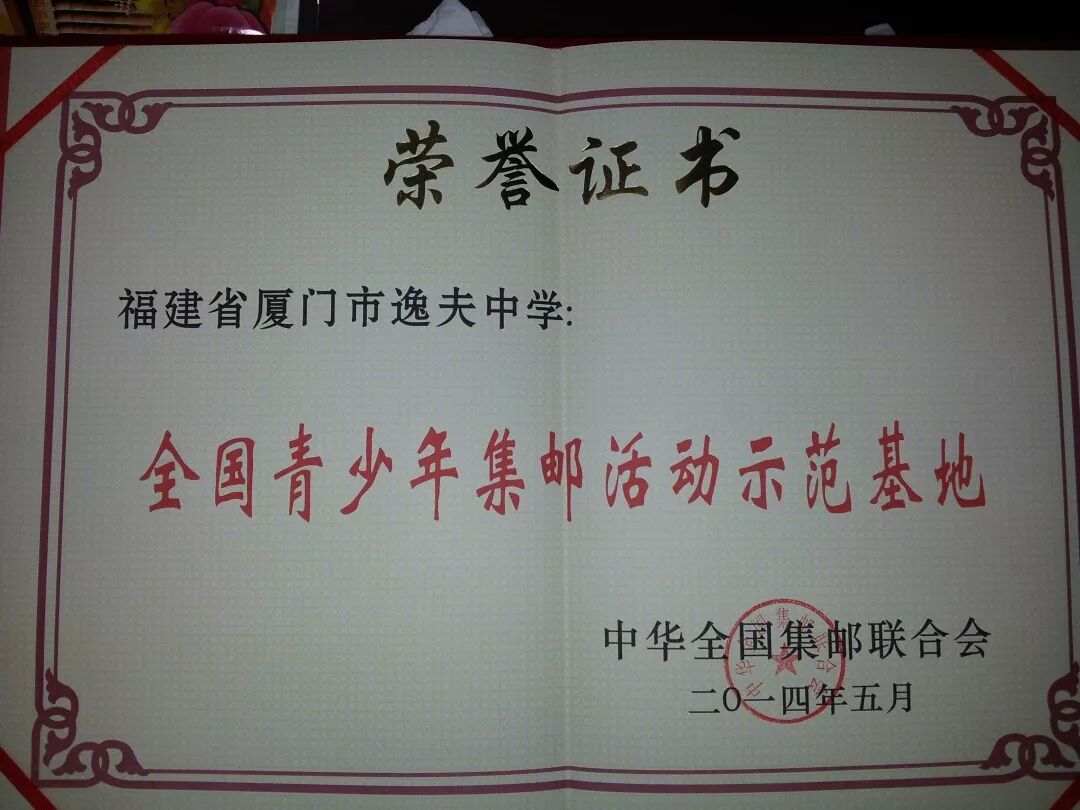 荣誉证书
福建省厦门市逸夫中学:
全国青少年集邮活动示范基地
中华全国集邮联合会
二〇一四年五月